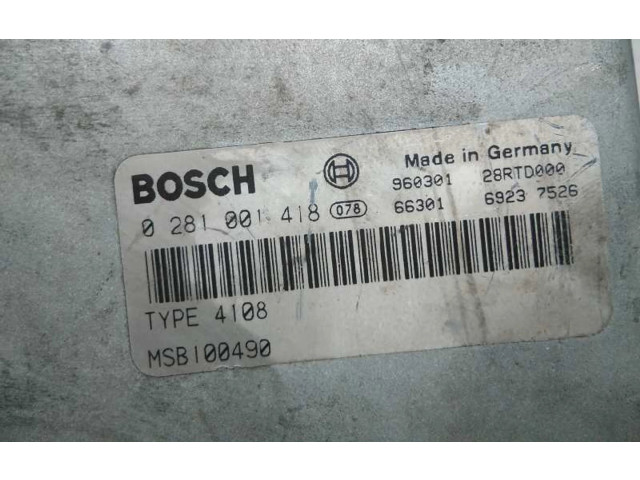 BOSCH
Made in Germany
960301 28RTD000
0 281 001 418 078 66301 6923 7526
TYPE 4108
MSB100490